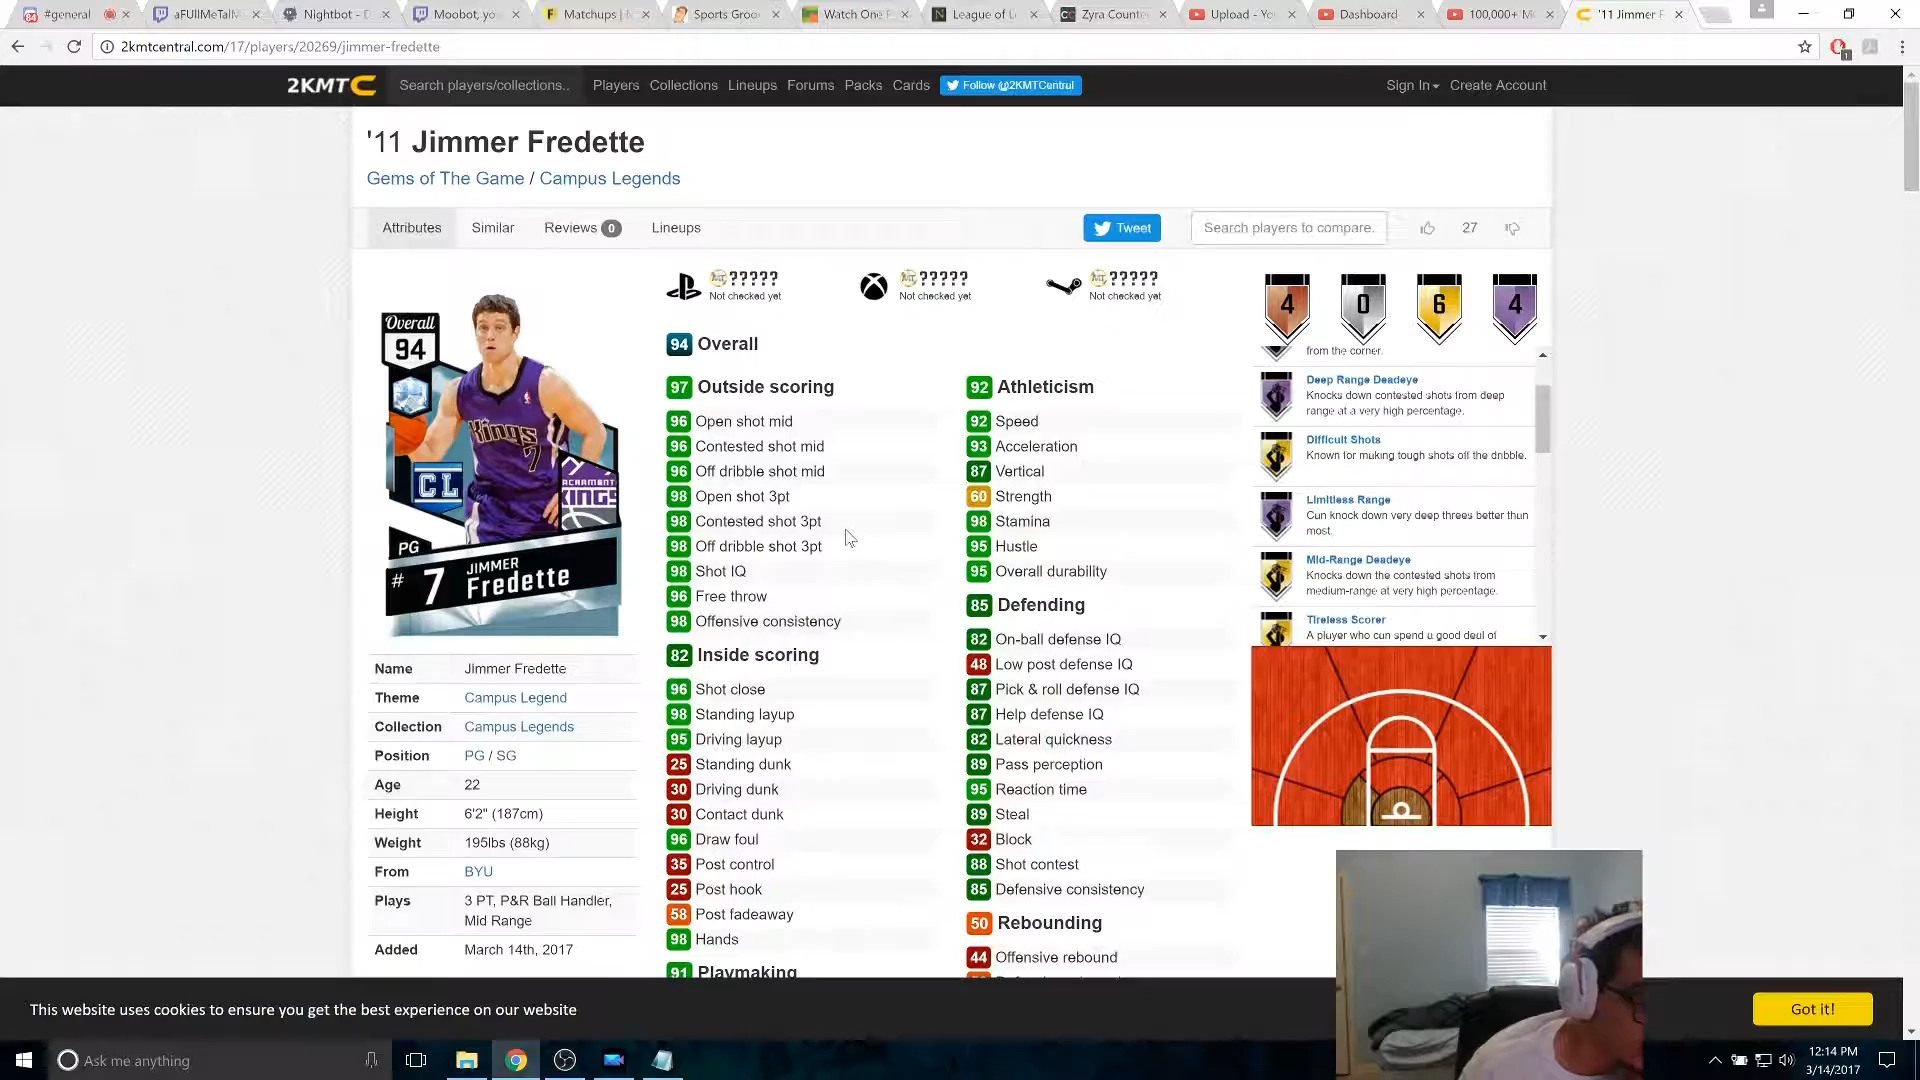 #general
aFUllMeTalM
Nightbot - D
Moobot, yo
Matchups | N
Sports Groo
Watch One P
League of L
Zyra Counte
Upload - Yo
Dashboard
100,000+ M
'11 Jimmer F
2kmtcentral.com/17/players/20269/jimmer-fredette
2KMTC
Search players/collections..
Players
Collections
Lineups
Forums
Packs
Cards
Follow @2KMTCentral
Sign In
Create Account
'11 Jimmer Fredette
Gems of The Game / Campus Legends
Attributes
Similar
Reviews 0
Lineups
Tweet
Search players to compare.
27
Overall
94
CL
SACRAMENTO
KINGS
Kings
7
PG
# 7 JIMMER
Fredette
Name Jimmer Fredette
Theme Campus Legend
Collection Campus Legends
Position PG / SG
Age 22
Height 6'2" (187cm)
Weight 195lbs (88kg)
From BYU
Plays 3 PT, P&R Ball Handler,
Mid Range
Added March 14th, 2017
MT ?????
Not checked yet
MT ?????
Not checked yet
MT ?????
Not checked yet
94 Overall
97 Outside scoring
96 Open shot mid
96 Contested shot mid
96 Off dribble shot mid
98 Open shot 3pt
98 Contested shot 3pt
98 Off dribble shot 3pt
98 Shot IQ
96 Free throw
98 Offensive consistency
82 Inside scoring
96 Shot close
98 Standing layup
95 Driving layup
25 Standing dunk
30 Driving dunk
30 Contact dunk
96 Draw foul
35 Post control
25 Post hook
58 Post fadeaway
98 Hands
91 Playmaking
92 Athleticism
92 Speed
93 Acceleration
87 Vertical
60 Strength
98 Stamina
95 Hustle
95 Overall durability
85 Defending
82 On-ball defense IQ
48 Low post defense IQ
87 Pick & roll defense IQ
87 Help defense IQ
82 Lateral quickness
89 Pass perception
95 Reaction time
89 Steal
32 Block
88 Shot contest
85 Defensive consistency
50 Rebounding
44 Offensive rebound
4
0
6
4
from the corner.
Deep Range Deadeye
Knocks down contested shots from deep
range at a very high percentage.
Difficult Shots
Known for making tough shots off the dribble.
Limitless Range
Can knock down very deep threes better than
most.
Mid-Range Deadeye
Knocks down the contested shots from
medium-range at very high percentage.
Tireless Scorer
A player who can spend a good deal of
This website uses cookies to ensure you get the best experience on our website
Got it!
Ask me anything
12:14 PM
3/14/2017